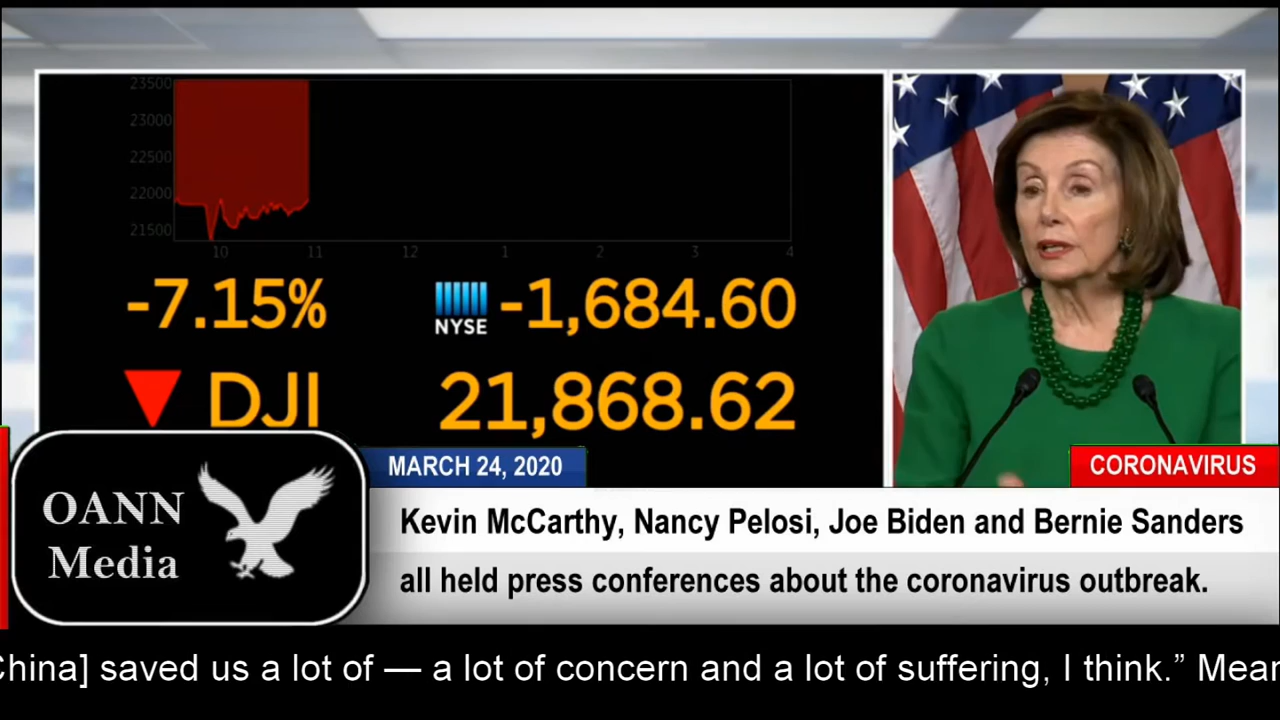 23500
23000
22500
22000
21500
10 11 12 1 2 3 4
-7.15% NYSE -1,684.60
DJI 21,868.62
MARCH 24, 2020
CORONAVIRUS
OANN
Media
Kevin McCarthy, Nancy Pelosi, Joe Biden and Bernie Sanders
all held press conferences about the coronavirus outbreak.
China] saved us a lot of — a lot of concern and a lot of suffering, I think.”